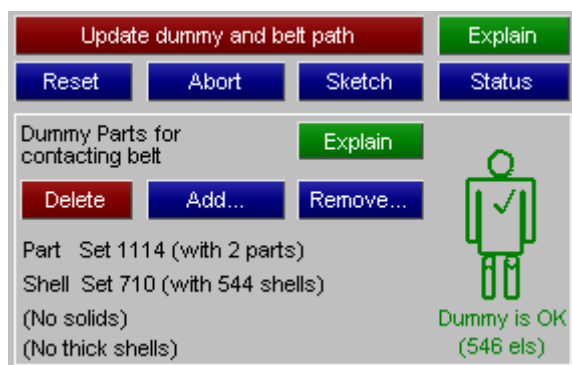 Update dummy and belt path Explain
Reset Abort Sketch Status
Dummy Parts for
contacting belt
Explain
Delete Add... Remove...
Part Set 1114 (with 2 parts)
Shell Set 710 (with 544 shells)
(No solids)
(No thick shells)
Dummy is OK
(546 els)